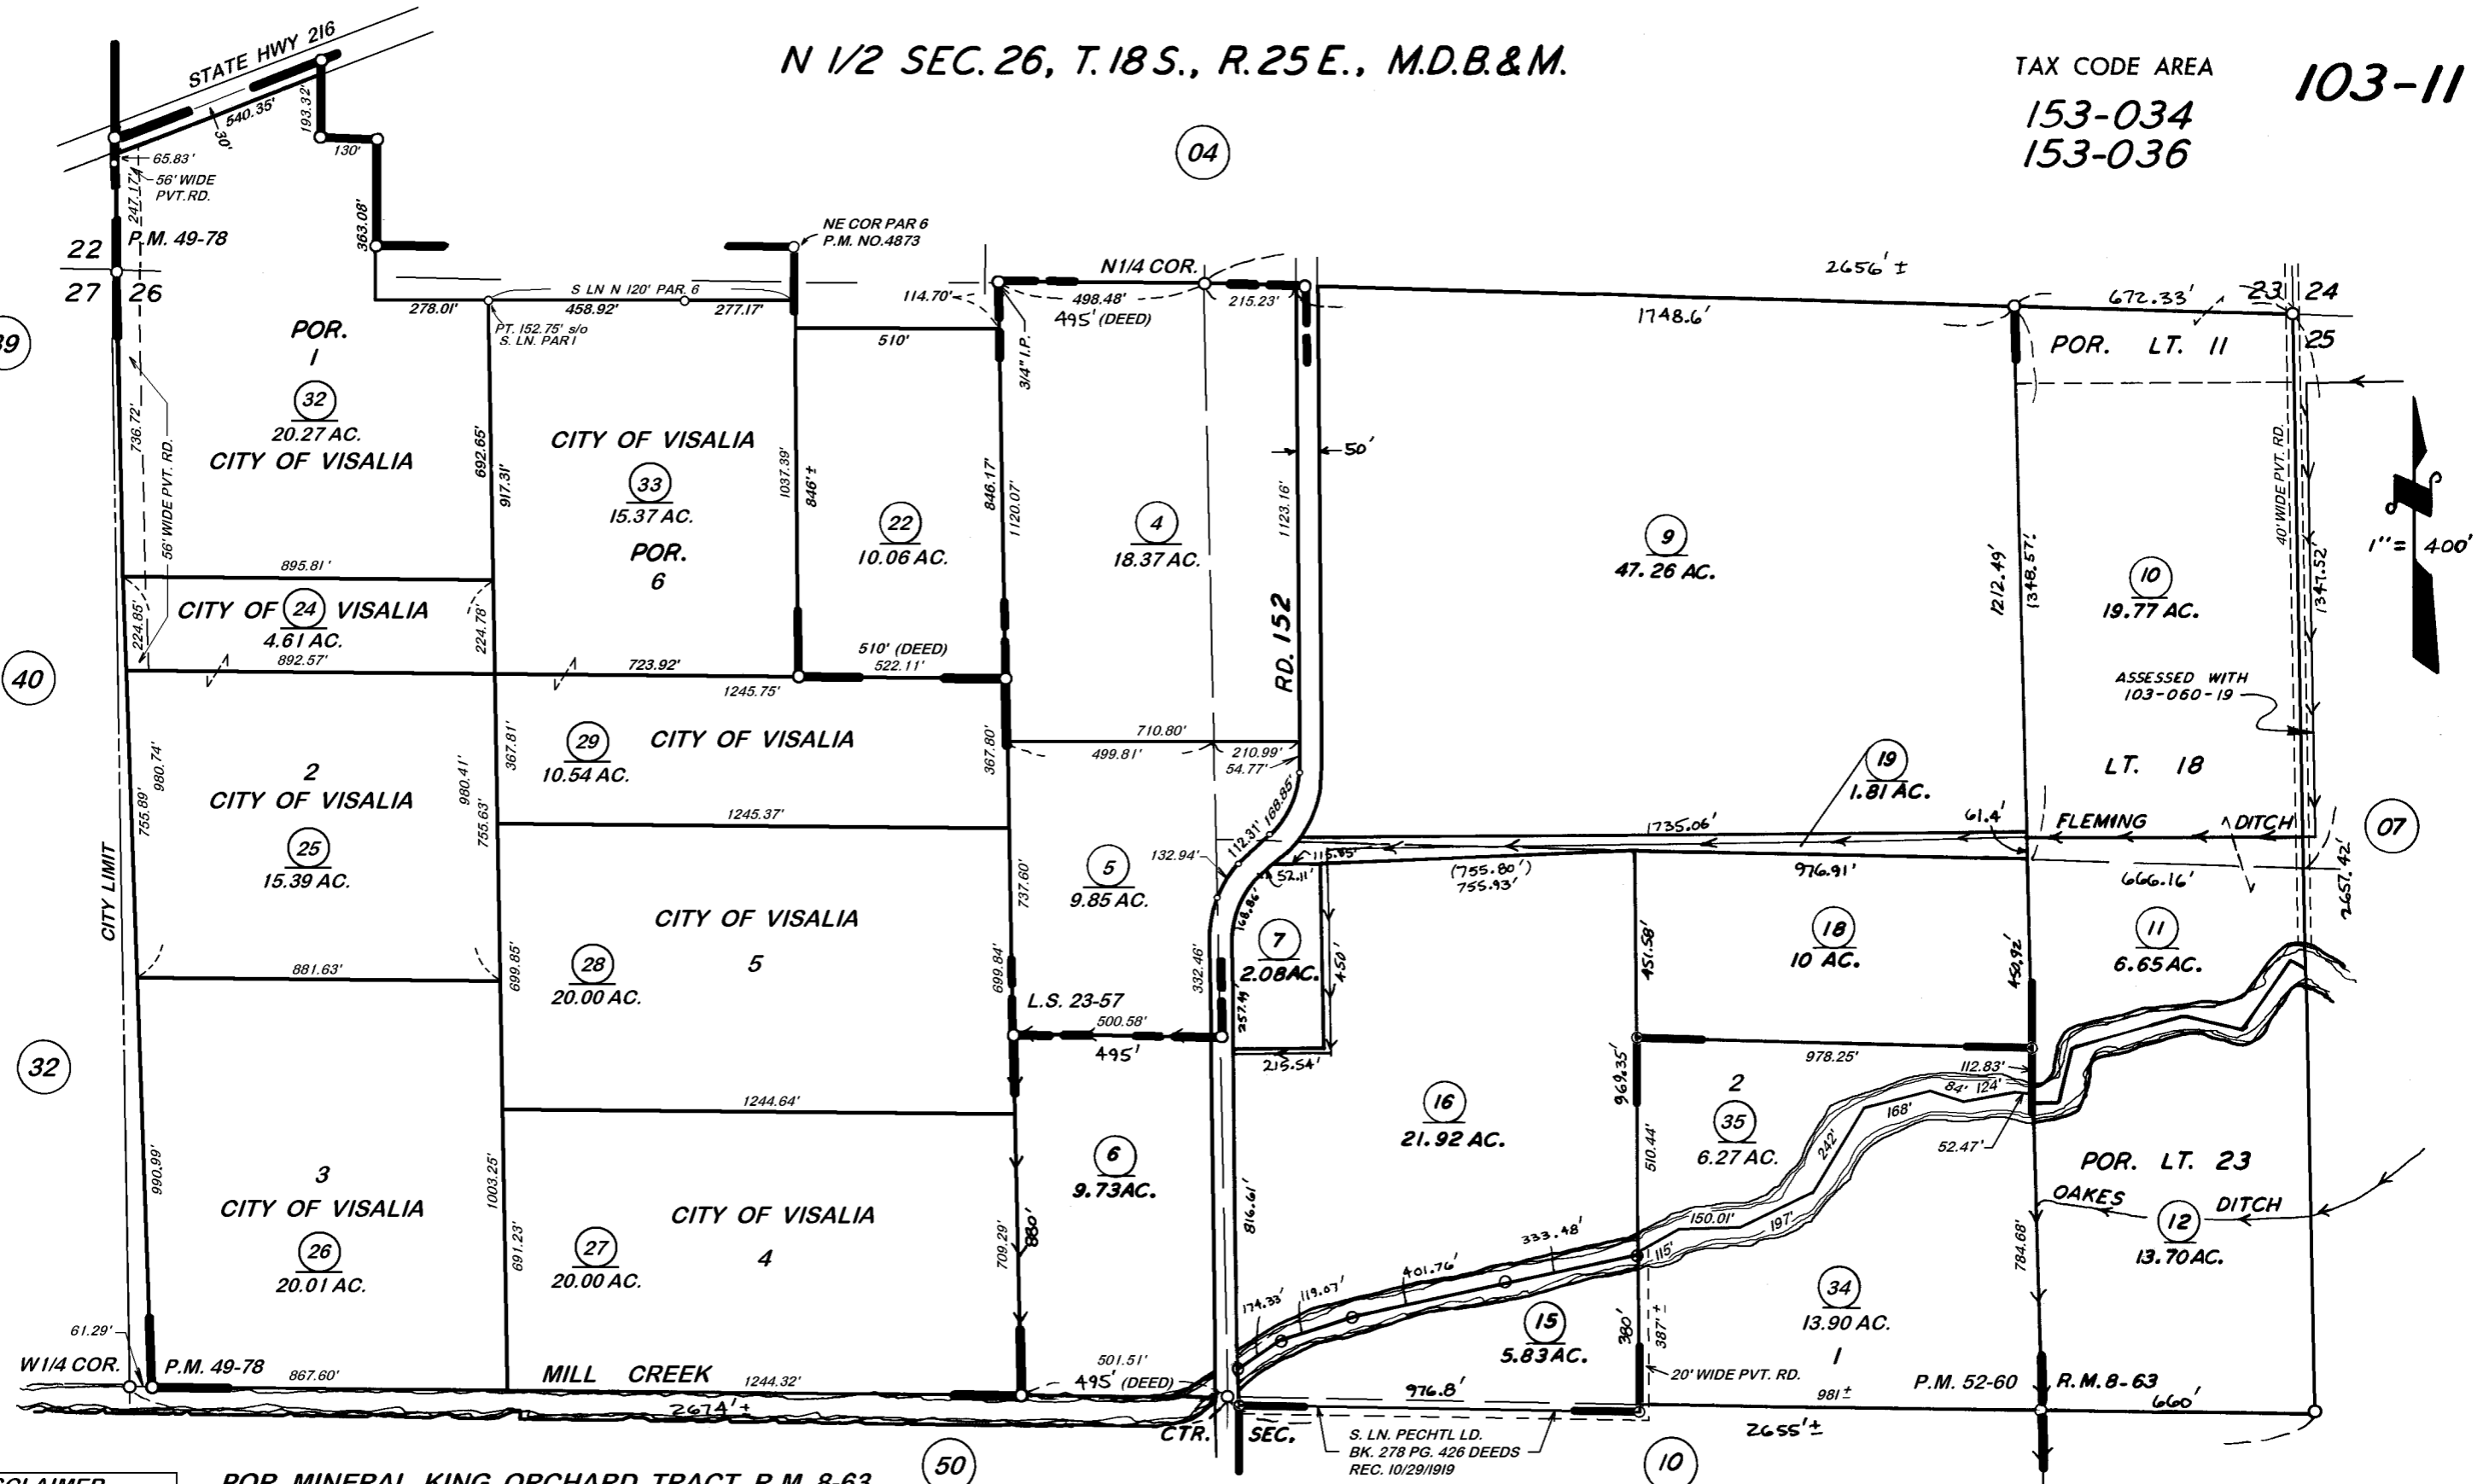 N 1/2 SEC. 26, T. 18 S., R. 25 E., M.D.B. & M.
TAX CODE AREA
153-034
153-036
103-11
STATE HWY 216
540.35'
30'
193.32'
130'
65.83'
56' WIDE
PVT. RD.
247.17'
P.M. 49-78
363.08'
22
27 26
04
NE COR PAR 6
P.M. NO. 4873
S LN N 120' PAR. 6
278.01'
458.92'
277.17'
PT. 152.75' s/o
S. LN. PAR 1
114.70'
N 1/4 COR.
498.48'
495' (DEED)
215.23'
3/4" I.P.
510'
2656' ±
1748.6'
672.33'
23 24
25
POR. LT. 11
39
POR.
1
32
20.27 AC.
CITY OF VISALIA
736.72'
56' WIDE PVT. RD.
692.65'
917.31'
CITY OF VISALIA
33
15.37 AC.
POR.
6
1037.39'
846' ±
22
10.06 AC.
846.17'
1120.07'
4
18.37 AC.
1123.16'
50'
RD. 152
9
47.26 AC.
1212.49'
1348.57'
10
19.77 AC.
40' WIDE PVT. RD.
1347.52'
1" = 400'
895.81'
CITY OF 24 VISALIA
4.61 AC.
224.85'
224.78'
892.57'
723.92'
510' (DEED)
522.11'
1245.75'
40
ASSESSED WITH
103-060-19
LT. 18
2
CITY OF VISALIA
25
15.39 AC.
980.74'
755.89'
980.41'
755.63'
367.81'
29
10.54 AC.
CITY OF VISALIA
367.80'
710.80'
499.81'
210.99'
54.77'
168.85'
112.31'
132.94'
1245.37'
19
1.81 AC.
1735.06'
61.4'
FLEMING DITCH
07
CITY LIMIT
881.63'
CITY OF VISALIA
5
28
20.00 AC.
699.85'
737.60'
699.84'
5
9.85 AC.
115.85'
52.11'
168.86'
(755.80')
755.93'
976.91'
666.16'
2657.42'
7
2.08 AC.
450'
332.46'
257.49'
215.54'
L.S. 23-57
500.58'
495'
451.58'
18
10 AC.
450.92'
11
6.65 AC.
32
1244.64'
978.25'
112.83'
84' 124'
168'
242'
52.47'
969.35'
2
35
6.27 AC.
510.44'
16
21.92 AC.
POR. LT. 23
OAKES DITCH
12
13.70 AC.
990.99'
3
CITY OF VISALIA
26
20.01 AC.
1003.25'
691.23'
27
20.00 AC.
CITY OF VISALIA
4
709.29'
880'
6
9.73 AC.
816.61'
174.33'
119.07'
401.76'
333.48'
150.01'
197'
115'
784.68'
15
5.83 AC.
380'
387' ±
34
13.90 AC.
1
20' WIDE PVT. RD.
61.29'
W 1/4 COR.
P.M. 49-78
867.60'
MILL CREEK
1244.32'
501.51'
495' (DEED)
2674' ±
976.8'
981 ±
P.M. 52-60
R.M. 8-63
660'
2655' ±
CTR. SEC.
S. LN. PECHTL LD.
BK. 278 PG. 426 DEEDS
REC. 10/29/1919
50
10
POR. MINERAL KING ORCHARD TRACT, R.M. 8-63